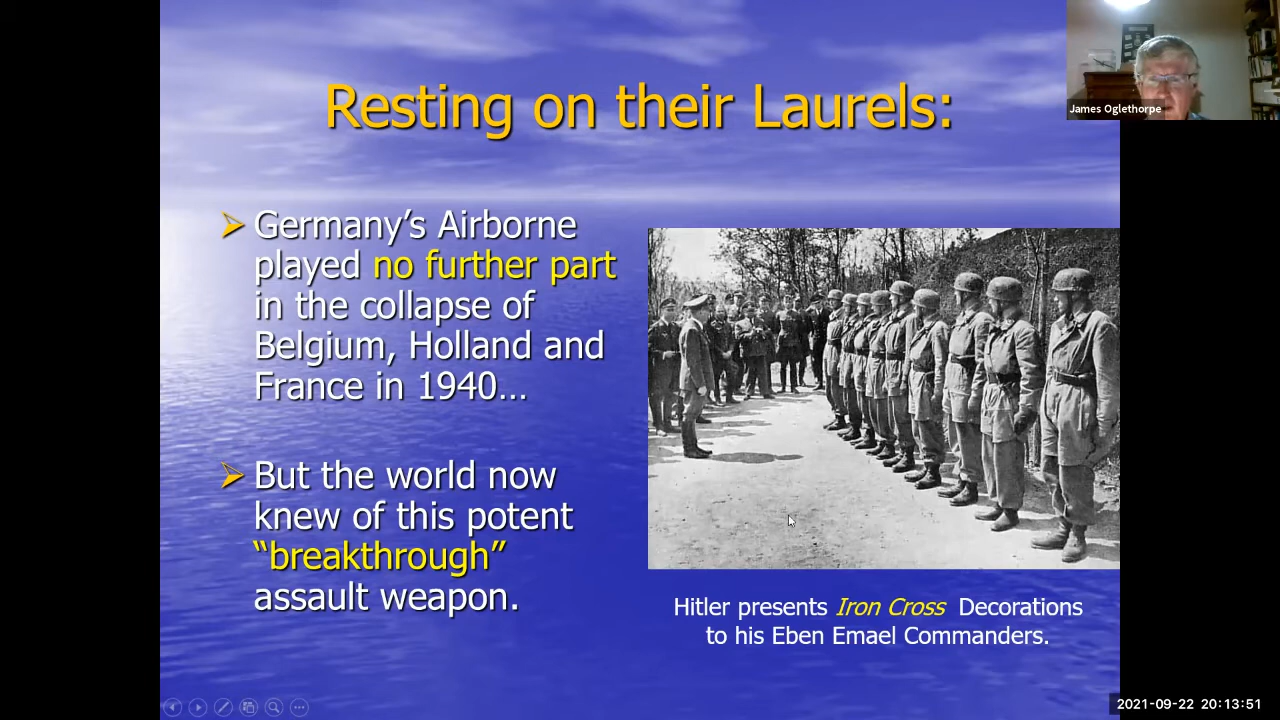 Resting on their Laurels:
James Oglethorpe
Germany’s Airborne
played no further part
in the collapse of
Belgium, Holland and
France in 1940…
But the world now
knew of this potent
“breakthrough”
assault weapon.
Hitler presents Iron Cross Decorations
to his Eben Emael Commanders.
2021-09-22 20:13:51